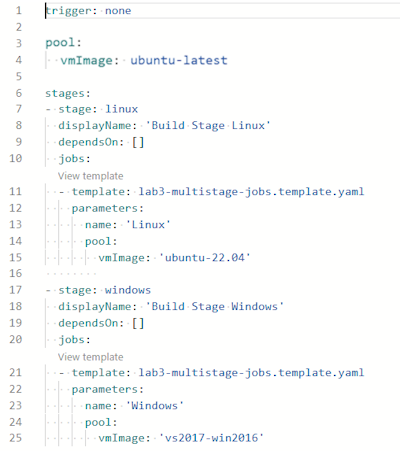 1 trigger: none
2
3 pool:
4   vmImage: ubuntu-latest
5
6 stages:
7 - stage: linux
8   displayName: 'Build Stage Linux'
9   dependsOn: []
10   jobs:
View template
11   - template: lab3-multistage-jobs.template.yaml
12     parameters:
13       name: 'Linux'
14       pool:
15         vmImage: 'ubuntu-22.04'
16
17 - stage: windows
18   displayName: 'Build Stage Windows'
19   dependsOn: []
20   jobs:
View template
21   - template: lab3-multistage-jobs.template.yaml
22     parameters:
23       name: 'Windows'
24       pool:
25         vmImage: 'vs2017-win2016'